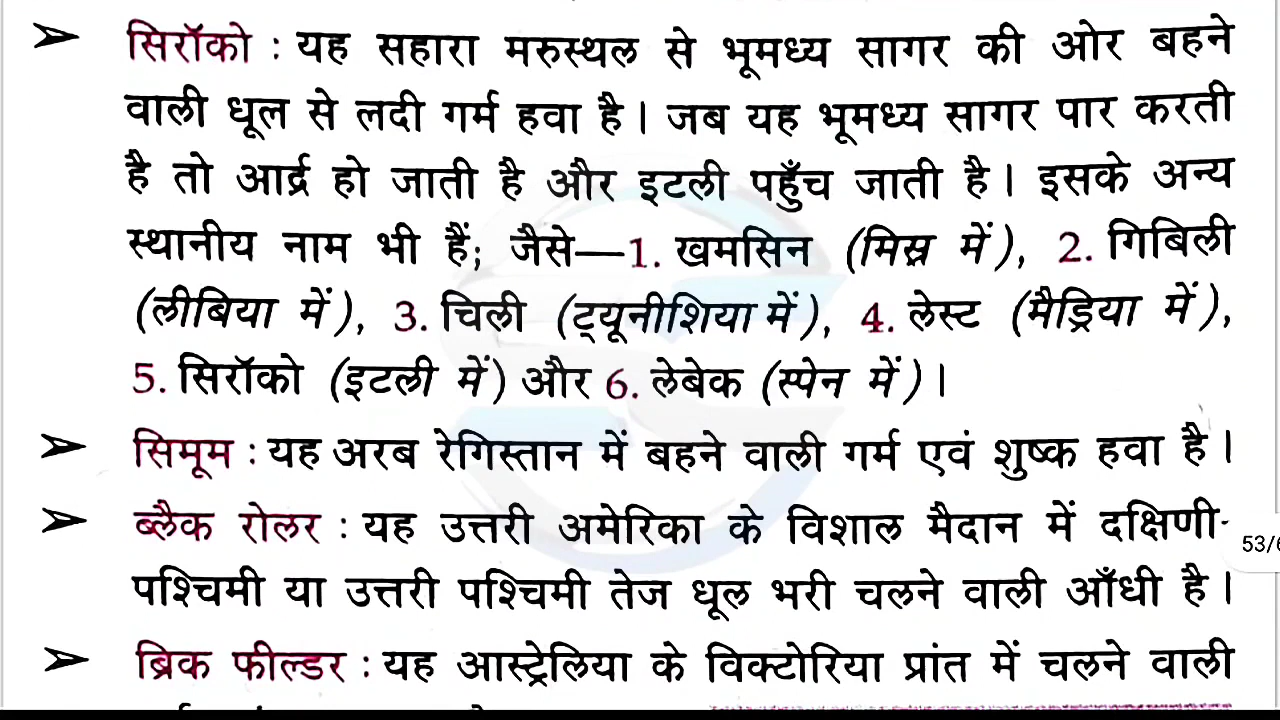 ➢ सिरॉको : यह सहारा मरुस्थल से भूमध्य सागर की ओर बहने
वाली धूल से लदी गर्म हवा है। जब यह भूमध्य सागर पार करती
है तो आर्द्र हो जाती है और इटली पहुँच जाती है। इसके अन्य
स्थानीय नाम भी हैं; जैसे—1. खमसिन (मिस्र में), 2. गिबिली
(लीबिया में), 3. चिली (ट्यूनीशिया में), 4. लेस्ट (मैड्रिया में),
5. सिरॉको (इटली में) और 6. लेबेक (स्पेन में)।
➢ सिमूम : यह अरब रेगिस्तान में बहने वाली गर्म एवं शुष्क हवा है।
➢ ब्लैक रोलर : यह उत्तरी अमेरिका के विशाल मैदान में दक्षिणी-
53/6
पश्चिमी या उत्तरी पश्चिमी तेज धूल भरी चलने वाली आँधी है।
➢ ब्रिक फील्डर : यह आस्ट्रेलिया के विक्टोरिया प्रांत में चलने वाली